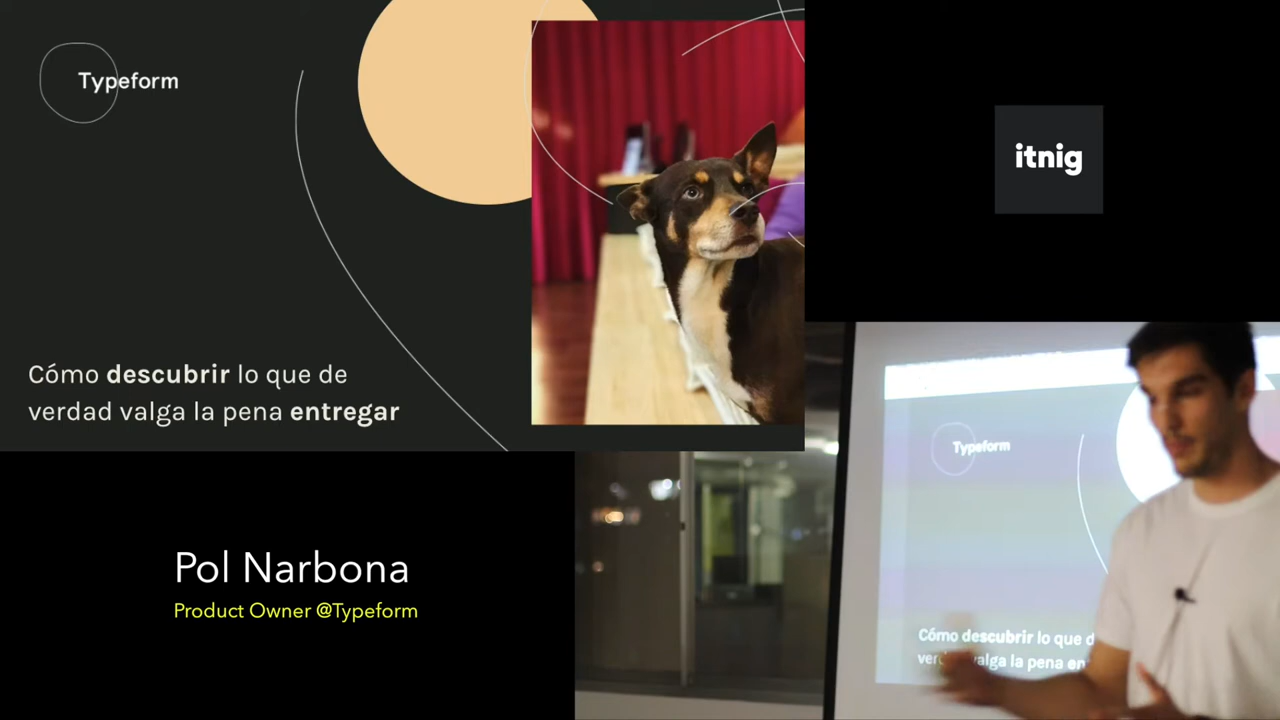 Typeform
Cómo descubrir lo que de
verdad valga la pena entregar
itnig
Pol Narbona
Product Owner @Typeform
Typeform
Cómo descubrir lo que d
valga la pena en